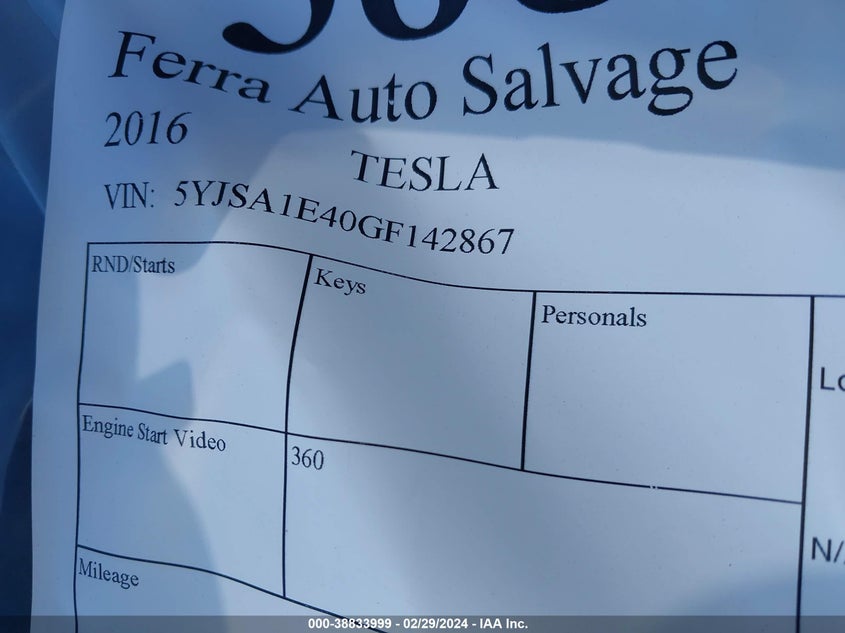 Ferra Auto Salvage
2016
TESLA
VIN: 5YJSA1E40GF142867
RND/Starts
Keys
Personals
Engine Start Video
360
Mileage
000-38833999 - 02/29/2024 - IAA Inc.